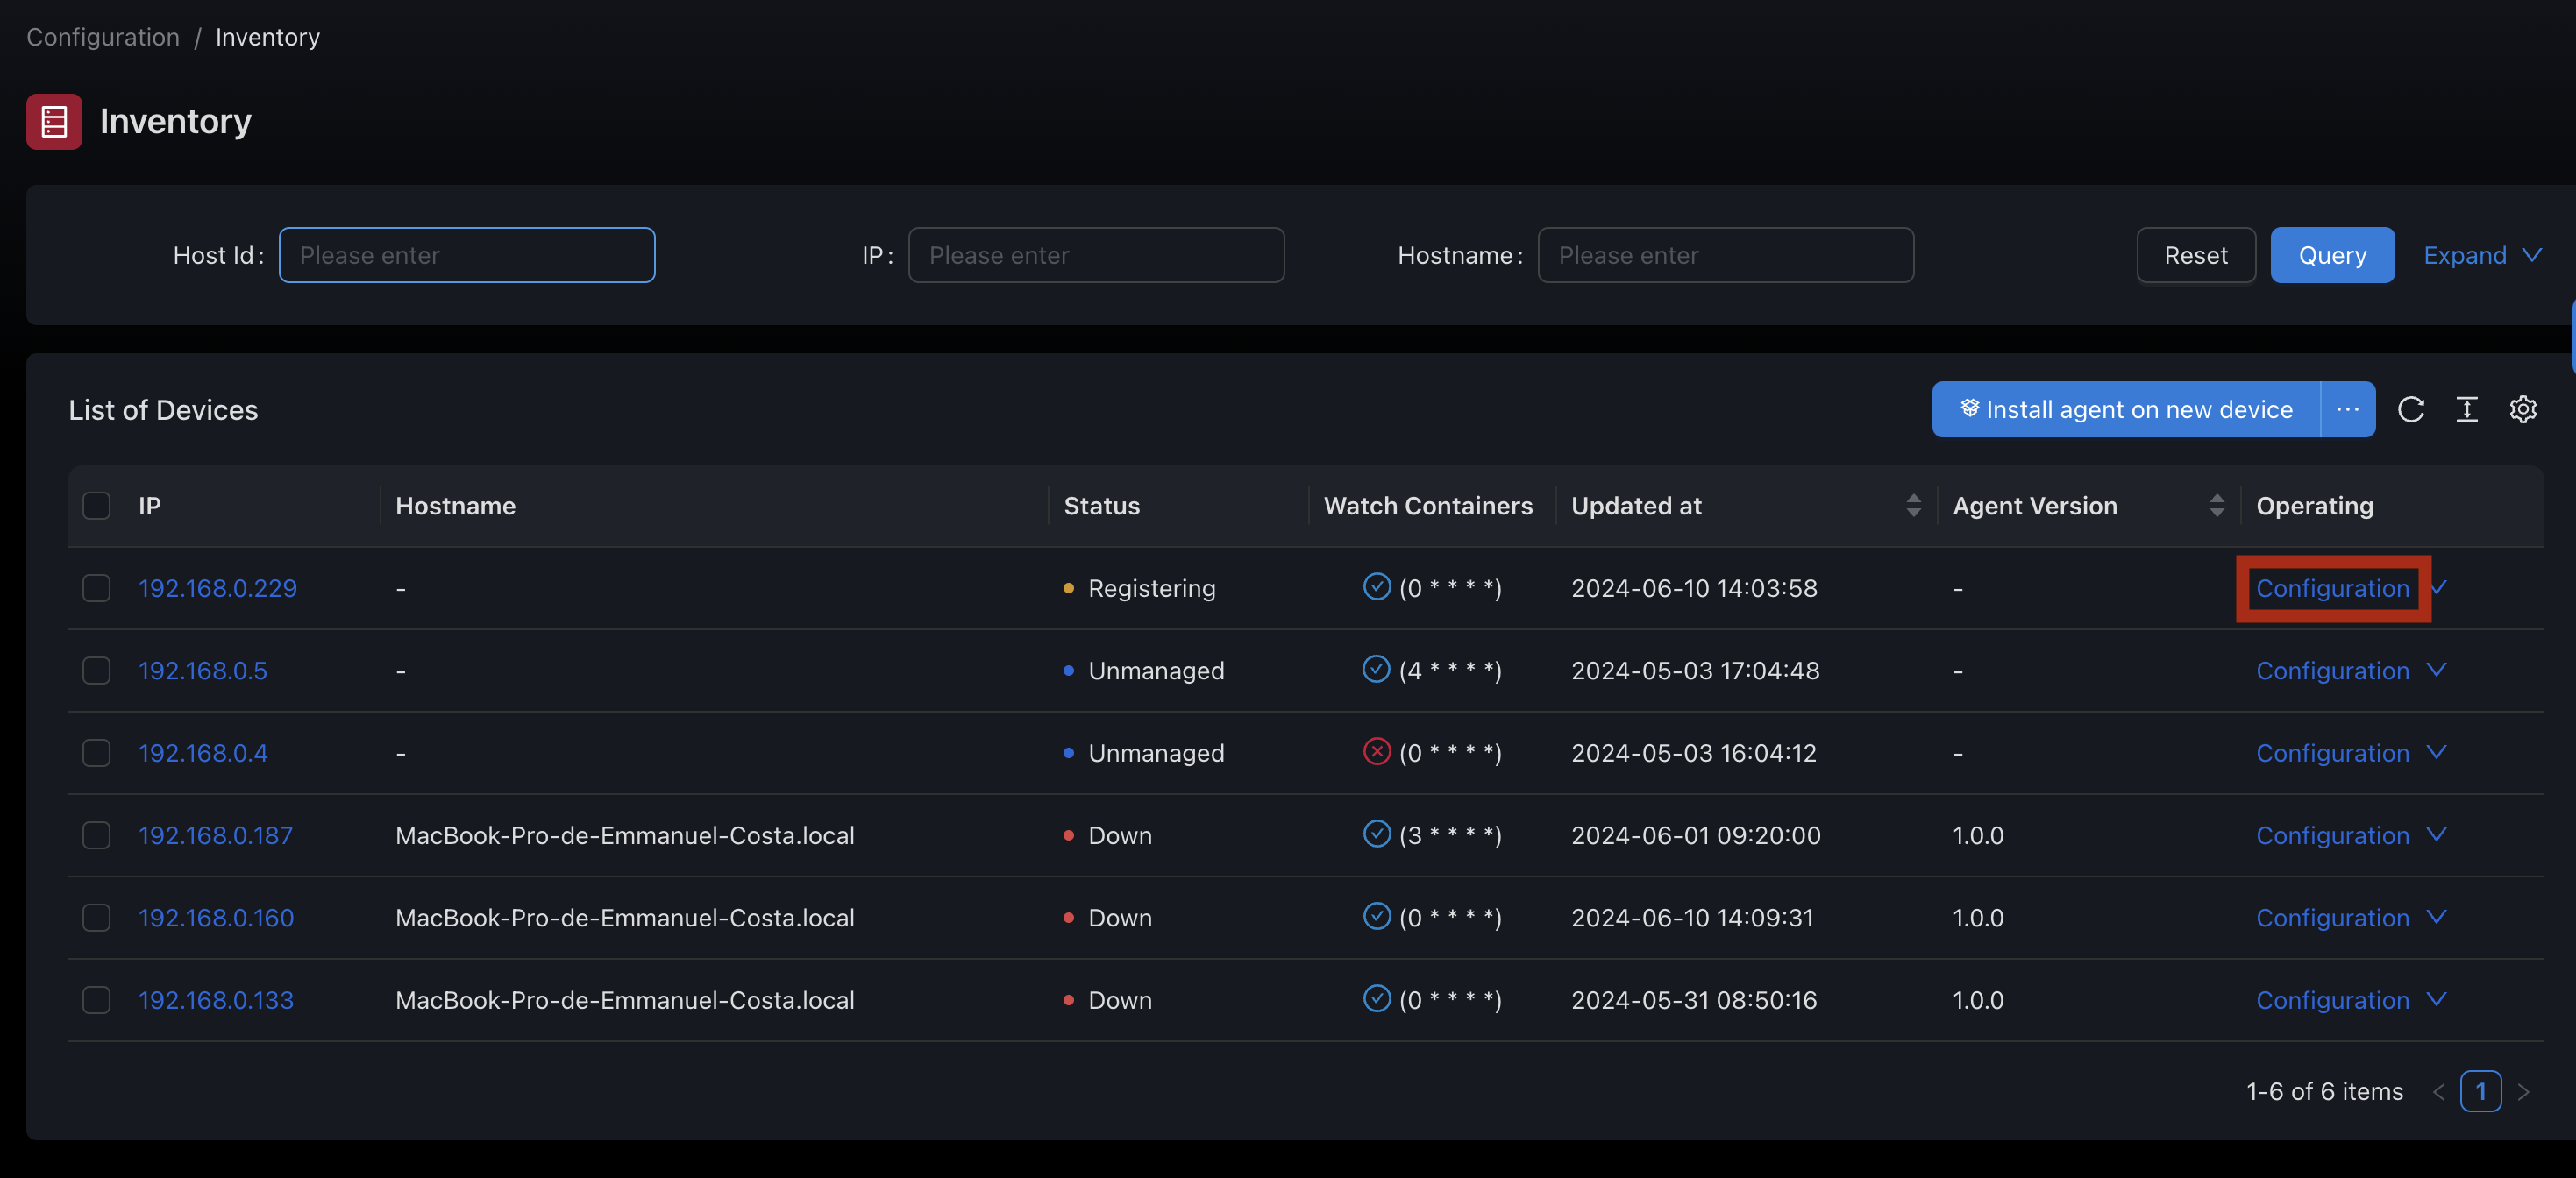 Configuration / Inventory
Inventory
Host Id : Please enter IP : Please enter Hostname : Please enter Reset Query Expand
List of Devices Install agent on new device ···
IP Hostname Status Watch Containers Updated at Agent Version Operating
192.168.0.229 - Registering (0 * * * *) 2024-06-10 14:03:58 - Configuration
192.168.0.5 - Unmanaged (4 * * * *) 2024-05-03 17:04:48 - Configuration
192.168.0.4 - Unmanaged (0 * * * *) 2024-05-03 16:04:12 - Configuration
192.168.0.187 MacBook-Pro-de-Emmanuel-Costa.local Down (3 * * * *) 2024-06-01 09:20:00 1.0.0 Configuration
192.168.0.160 MacBook-Pro-de-Emmanuel-Costa.local Down (0 * * * *) 2024-06-10 14:09:31 1.0.0 Configuration
192.168.0.133 MacBook-Pro-de-Emmanuel-Costa.local Down (0 * * * *) 2024-05-31 08:50:16 1.0.0 Configuration
1-6 of 6 items < 1 >